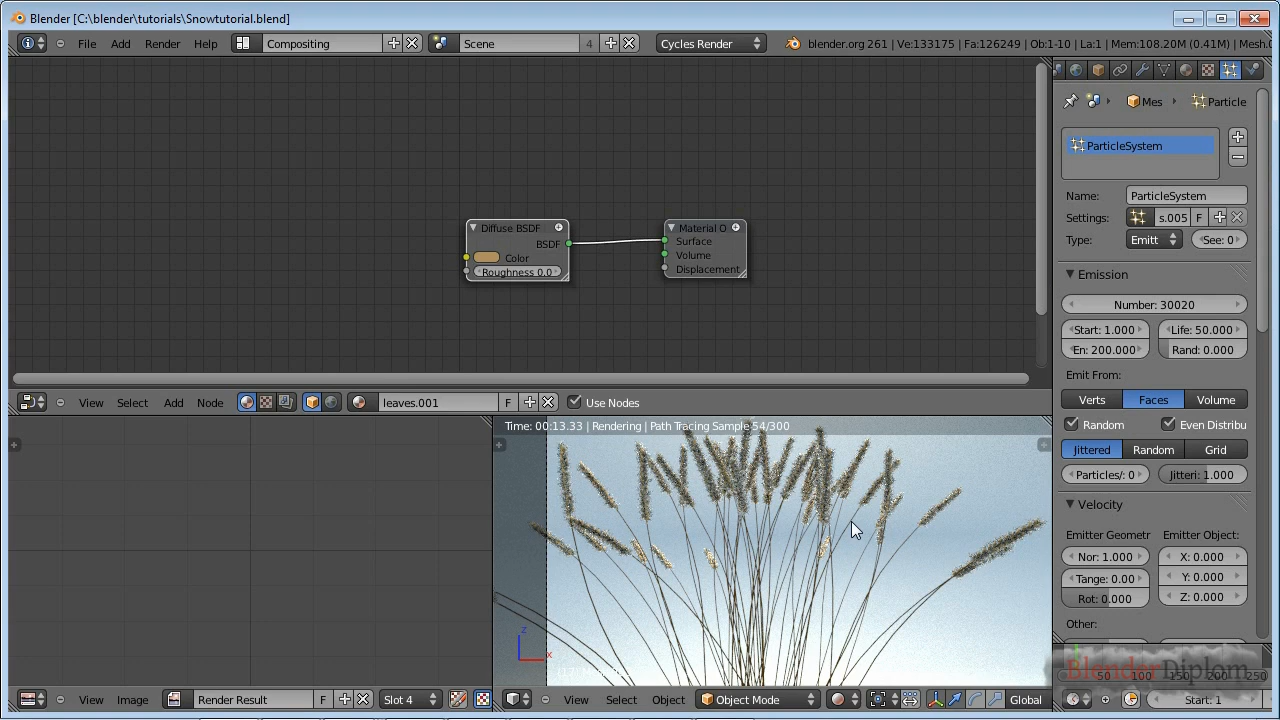 Blender [C:\blender\tutorials\Snowtutorial.blend]
File Add Render Help Compositing Scene 4 Cycles Render blender.org 261 | Ve:133175 | Fa:126249 | Ob:1-10 | La:1 | Mem:108.20M (0.41M) | Mesh.
Mes Particle
ParticleSystem
Name: ParticleSystem
Settings: s.005 F
Type: Emitt See: 0
Emission
Number: 30020
Start: 1.000 Life: 50.000
En: 200.000 Rand: 0.000
Emit From:
Verts Faces Volume
Random Even Distribu
Jittered Random Grid
Particles/: 0 Jitteri: 1.000
Velocity
Emitter Geometr Emitter Object:
Nor: 1.000 X: 0.000
Tange: 0.00 Y: 0.000
Rot: 0.000 Z: 0.000
Other:
Diffuse BSDF
BSDF
Color
Roughness 0.0
Material O
Surface
Volume
Displacement
View Select Add Node leaves.001 F Use Nodes
Time: 00:13.33 | Rendering | Path Tracing Sample 54/300
z
x
BlenderDiplom
50 100 150 200 250
View Image Render Result F Slot 4
View Select Object Object Mode Global
Start: 1